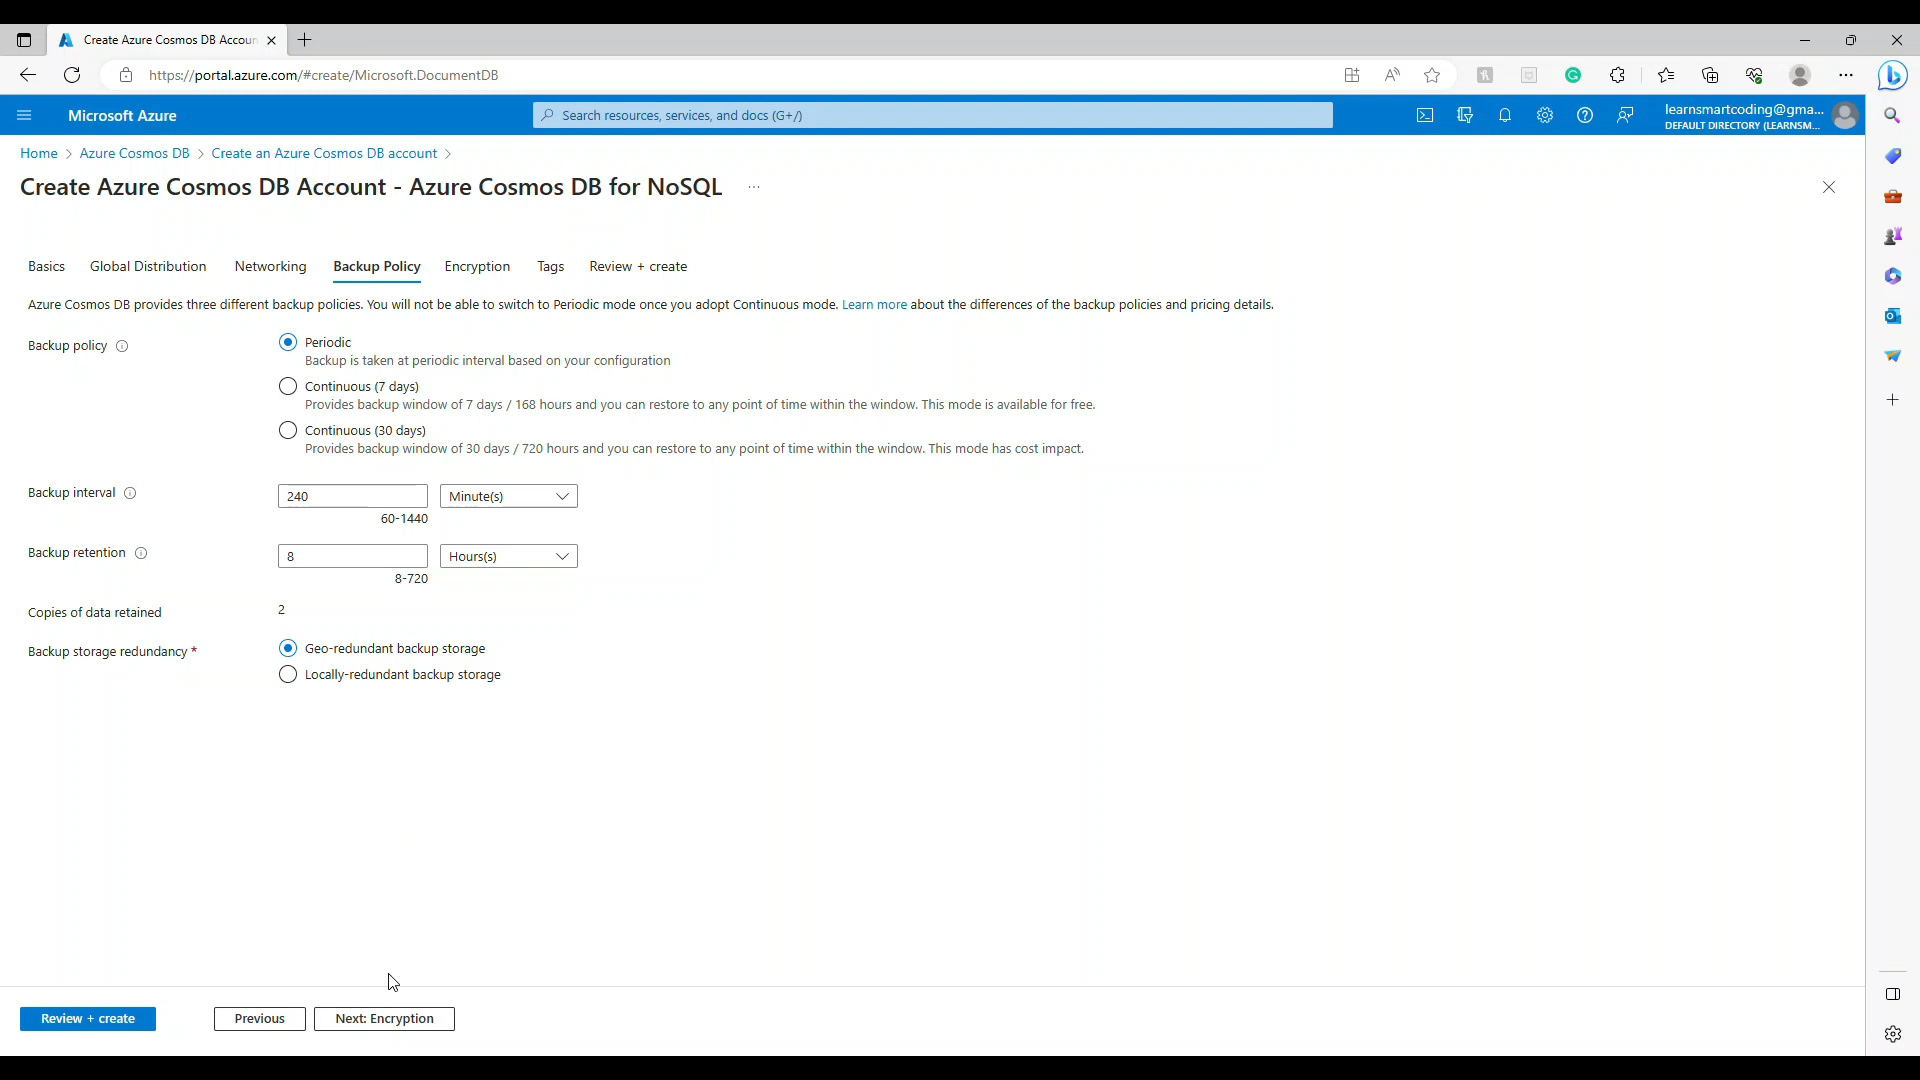 Create Azure Cosmos DB Accoun
https://portal.azure.com/#create/Microsoft.DocumentDB
Microsoft Azure
Search resources, services, and docs (G+/)
learnsmartcoding@gma...
DEFAULT DIRECTORY (LEARNSM...
Home > Azure Cosmos DB > Create an Azure Cosmos DB account >
Create Azure Cosmos DB Account - Azure Cosmos DB for NoSQL ...
Basics Global Distribution Networking Backup Policy Encryption Tags Review + create
Azure Cosmos DB provides three different backup policies. You will not be able to switch to Periodic mode once you adopt Continuous mode. Learn more about the differences of the backup policies and pricing details.
Backup policy
Periodic
Backup is taken at periodic interval based on your configuration
Continuous (7 days)
Provides backup window of 7 days / 168 hours and you can restore to any point of time within the window. This mode is available for free.
Continuous (30 days)
Provides backup window of 30 days / 720 hours and you can restore to any point of time within the window. This mode has cost impact.
Backup interval 240 Minute(s)
60-1440
Backup retention 8 Hours(s)
8-720
Copies of data retained 2
Backup storage redundancy * Geo-redundant backup storage
Locally-redundant backup storage
Review + create Previous Next: Encryption